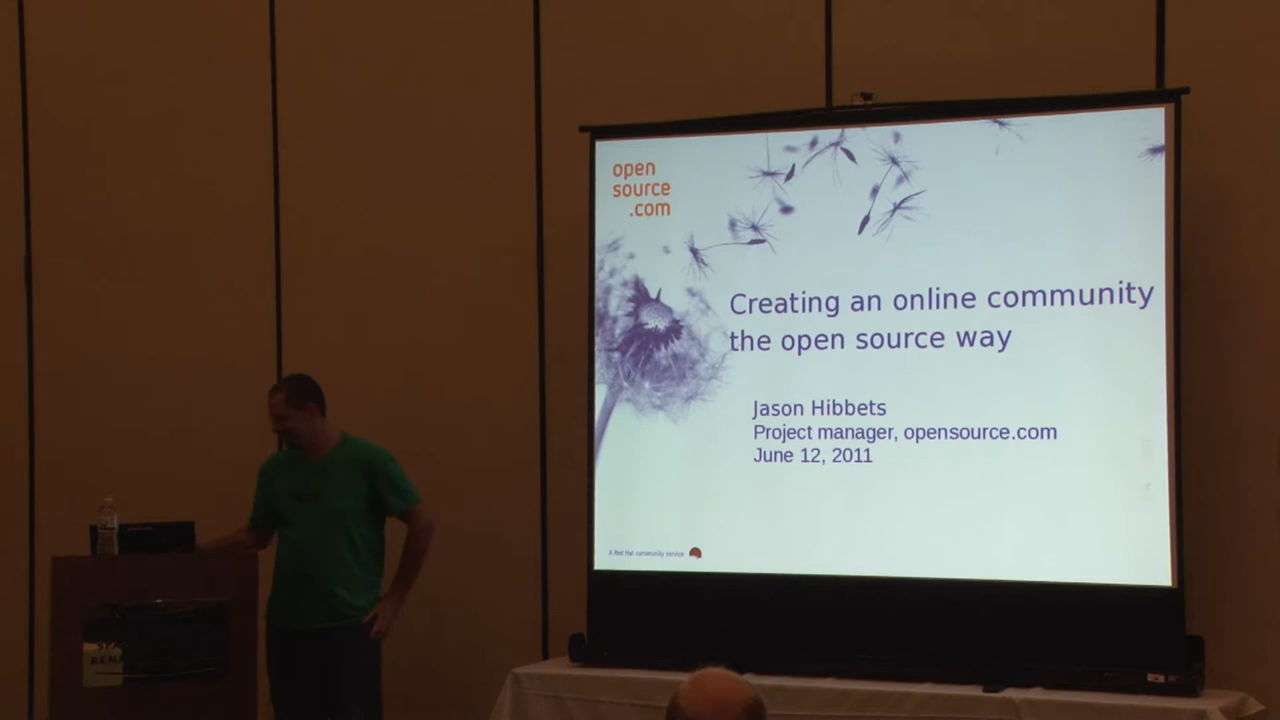 open
source
.com
Creating an online community
the open source way
Jason Hibbets
Project manager, opensource.com
June 12, 2011
A Red Hat community service